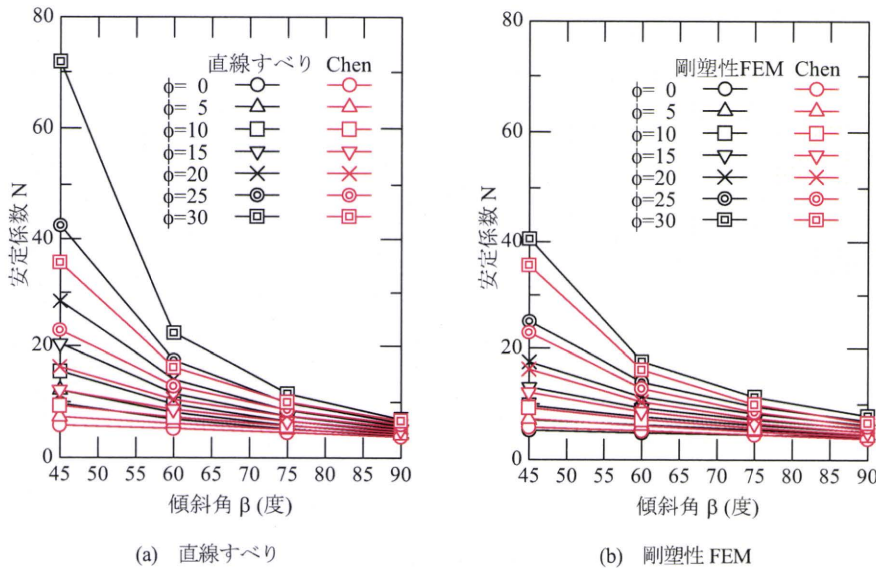 80
60
40
20
0
安定係数 N
直線すべり Chen
ϕ= 0
ϕ= 5
ϕ=10
ϕ=15
ϕ=20
ϕ=25
ϕ=30
45 50 55 60 65 70 75 80 85 90
傾斜角 β (度)
(a) 直線すべり
80
60
40
20
0
安定係数 N
剛塑性FEM Chen
ϕ= 0
ϕ= 5
ϕ=10
ϕ=15
ϕ=20
ϕ=25
ϕ=30
45 50 55 60 65 70 75 80 85 90
傾斜角 β (度)
(b) 剛塑性 FEM